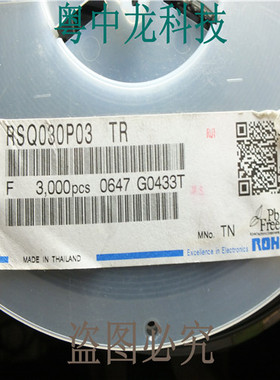 粤中龙科技
RSQ030P03 TR
F 3,000pcs 0647 G0433T
MNo. TN
Pb
Free
MADE IN THAILAND
Excellence in Electronics
ROH
盗图必究